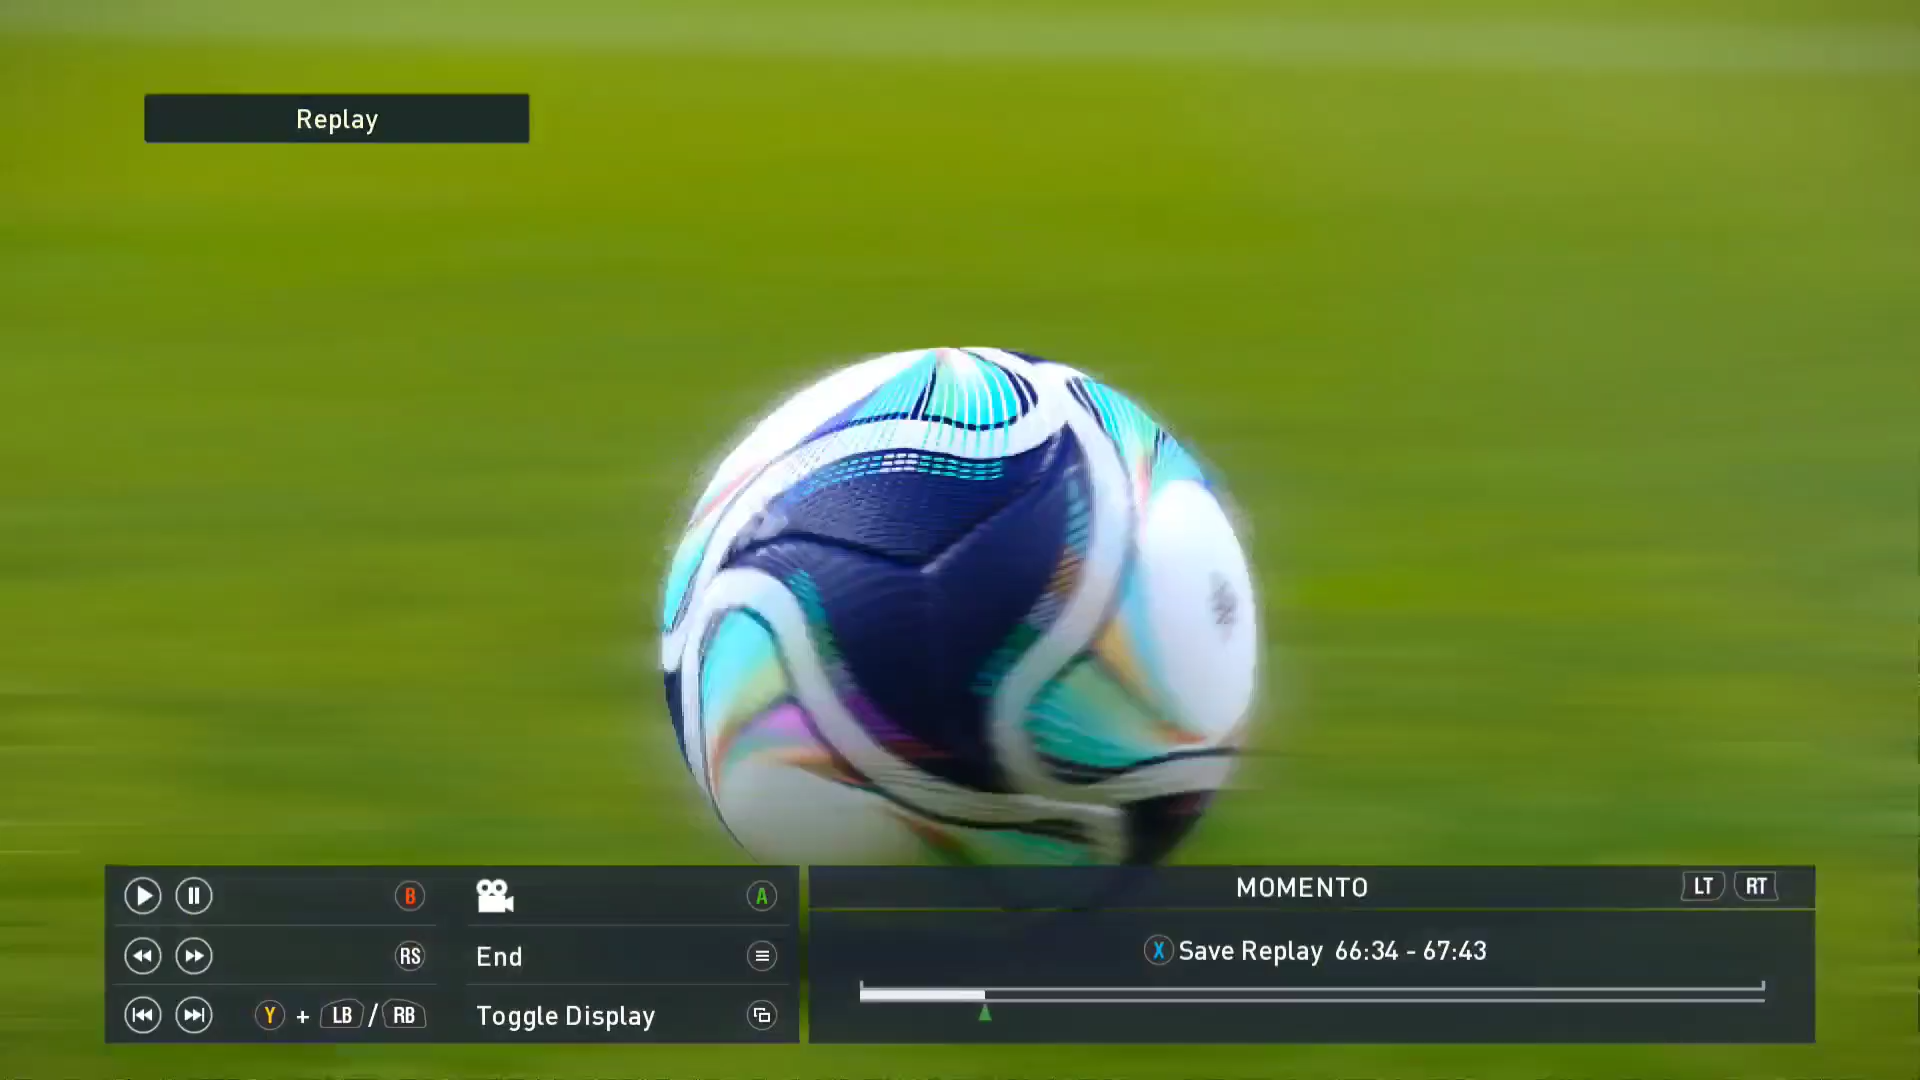 Replay
B
A
MOMENTO
LT RT
RS
End
X Save Replay 66:34 - 67:43
Y + LB / RB
Toggle Display